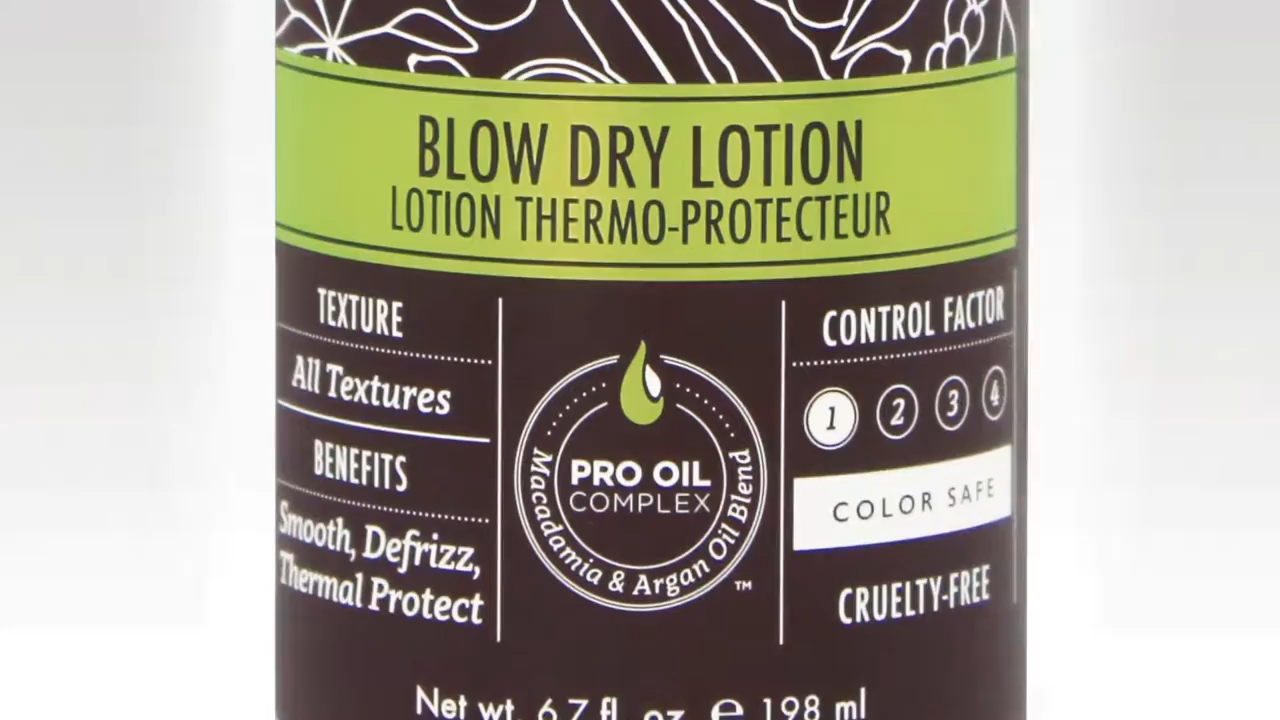 BLOW DRY LOTION
LOTION THERMO-PROTECTEUR
TEXTURE
All Textures
BENEFITS
Smooth, Defrizz,
Thermal Protect
PRO OIL
COMPLEX
Macadamia & Argan Oil Blend
™
CONTROL FACTOR
1 2 3 4
COLOR SAFE
CRUELTY-FREE
Net wt. 6.7 fl. oz. ℮ 198 ml